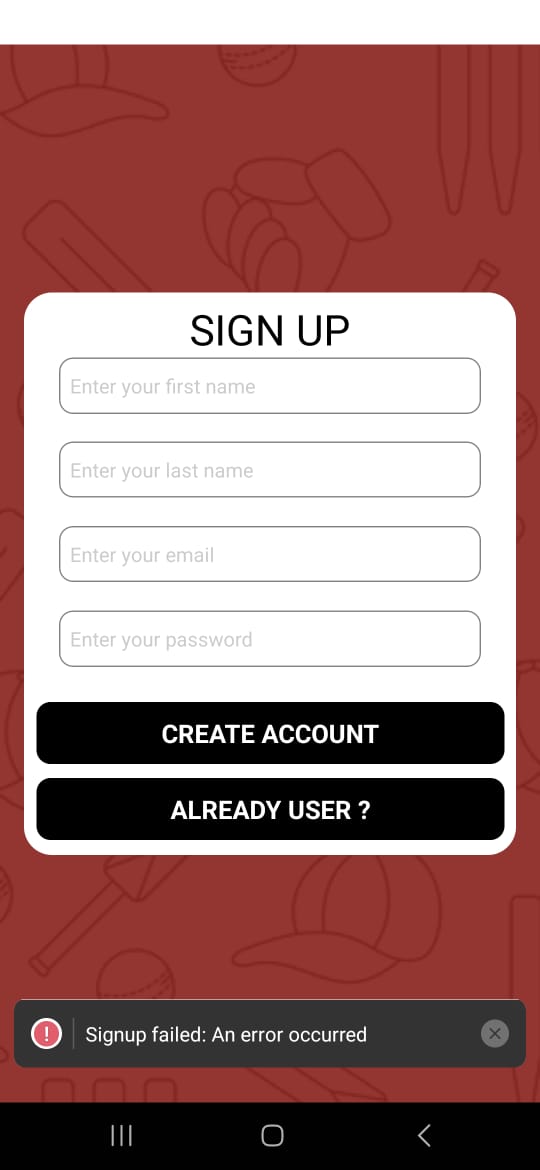 SIGN UP
Enter your first name
Enter your last name
Enter your email
Enter your password
CREATE ACCOUNT
ALREADY USER ?
Signup failed: An error occurred